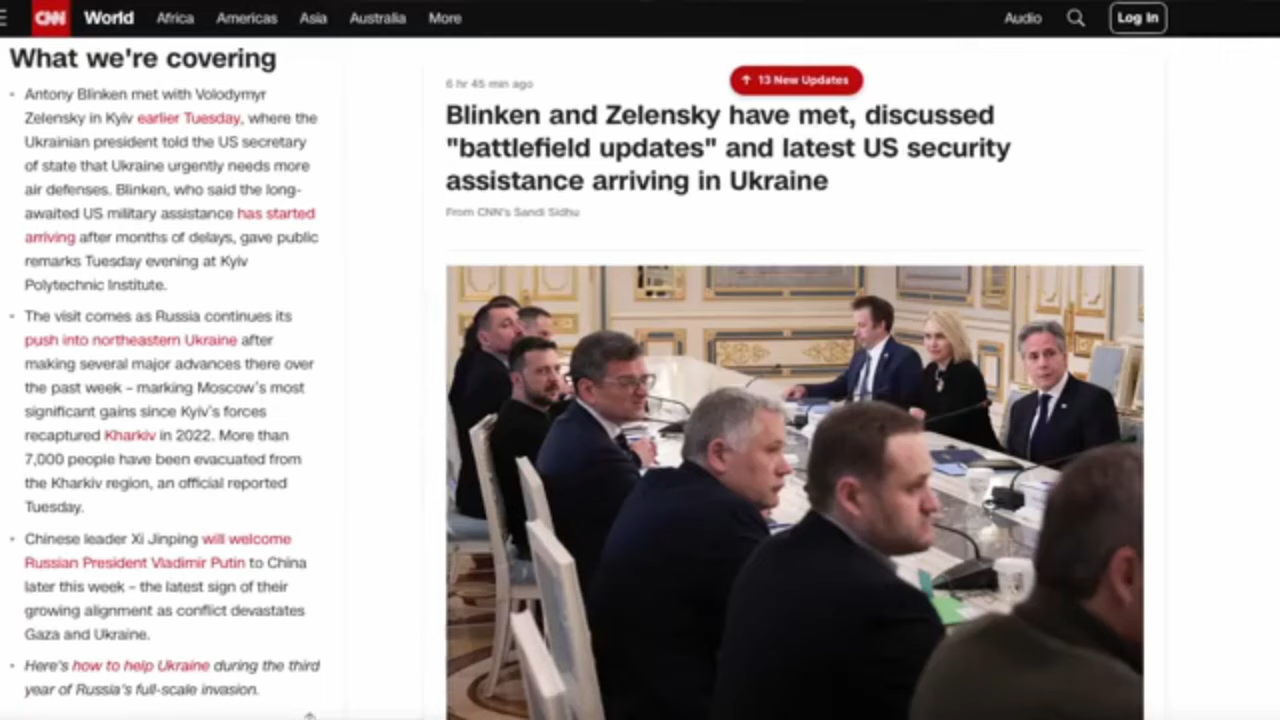 CNN World Africa Americas Asia Australia More Audio Log In
What we're covering
Antony Blinken met with Volodymyr
Zelensky in Kyiv earlier Tuesday, where the
Ukrainian president told the US secretary
of state that Ukraine urgently needs more
air defenses. Blinken, who said the long-
awaited US military assistance has started
arriving after months of delays, gave public
remarks Tuesday evening at Kyiv
Polytechnic Institute.
The visit comes as Russia continues its
push into northeastern Ukraine after
making several major advances there over
the past week – marking Moscow's most
significant gains since Kyiv's forces
recaptured Kharkiv in 2022. More than
7,000 people have been evacuated from
the Kharkiv region, an official reported
Tuesday.
Chinese leader Xi Jinping will welcome
Russian President Vladimir Putin to China
later this week – the latest sign of their
growing alignment as conflict devastates
Gaza and Ukraine.
Here's how to help Ukraine during the third
year of Russia's full-scale invasion.
6 hr 45 min ago
13 New Updates
Blinken and Zelensky have met, discussed
"battlefield updates" and latest US security
assistance arriving in Ukraine
From CNN's Sandi Sidhu